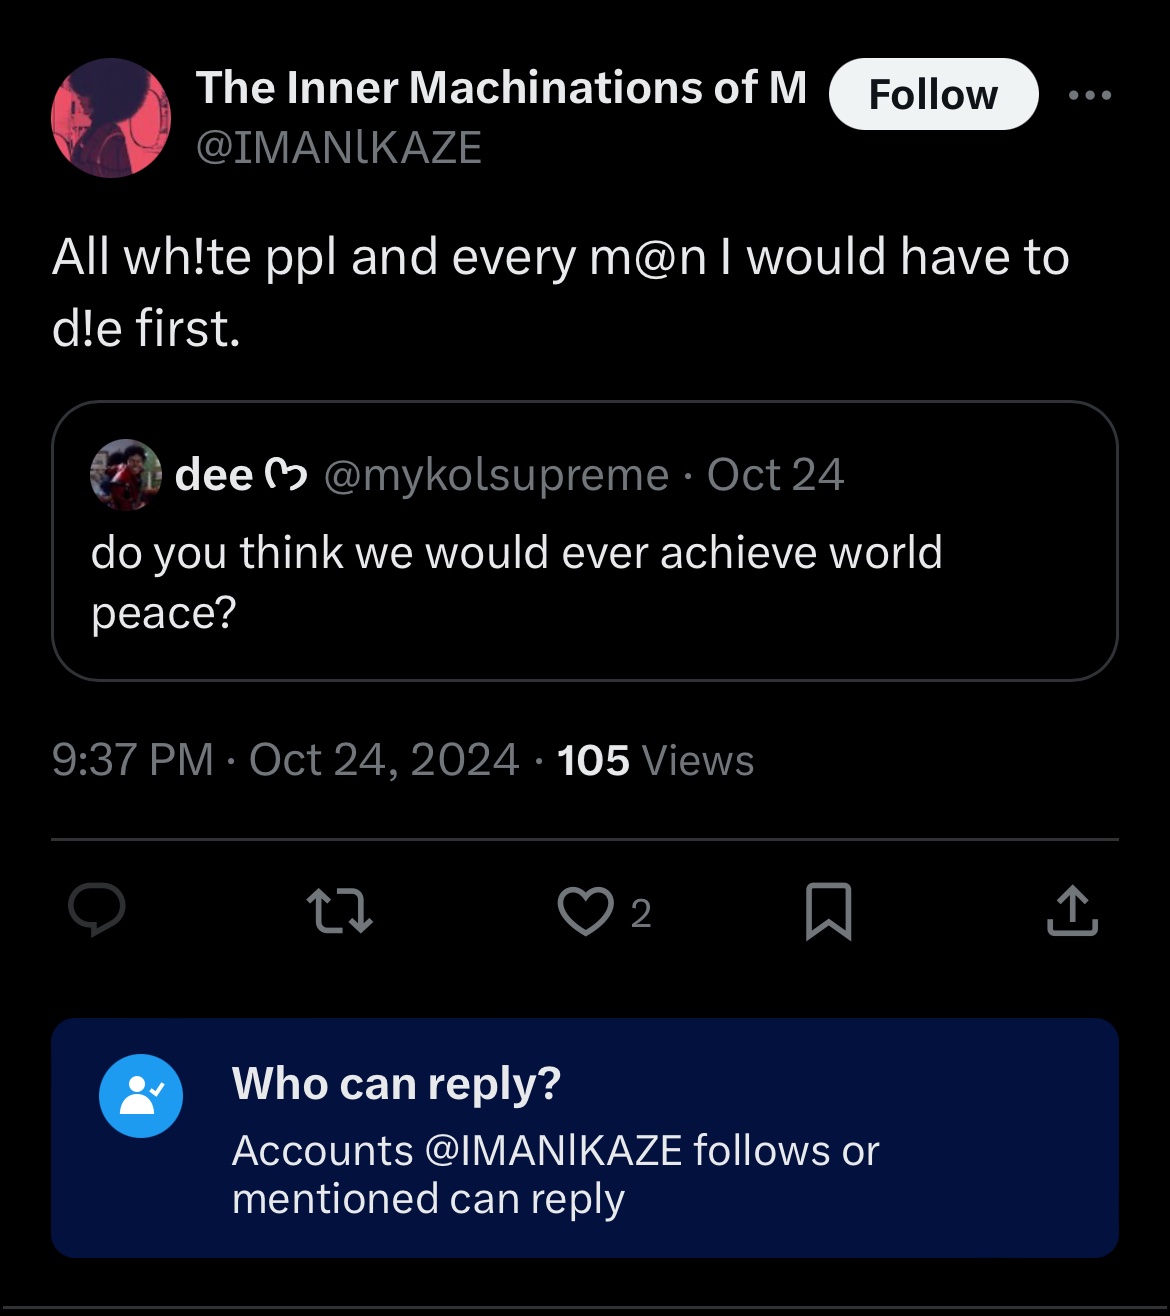 The Inner Machinations of M
Follow
@IMANlKAZE
All wh!te ppl and every m@n I would have to
d!e first.
dee ෆ @mykolsupreme · Oct 24
do you think we would ever achieve world
peace?
9:37 PM · Oct 24, 2024 · 105 Views
2
Who can reply?
Accounts @IMANlKAZE follows or
mentioned can reply